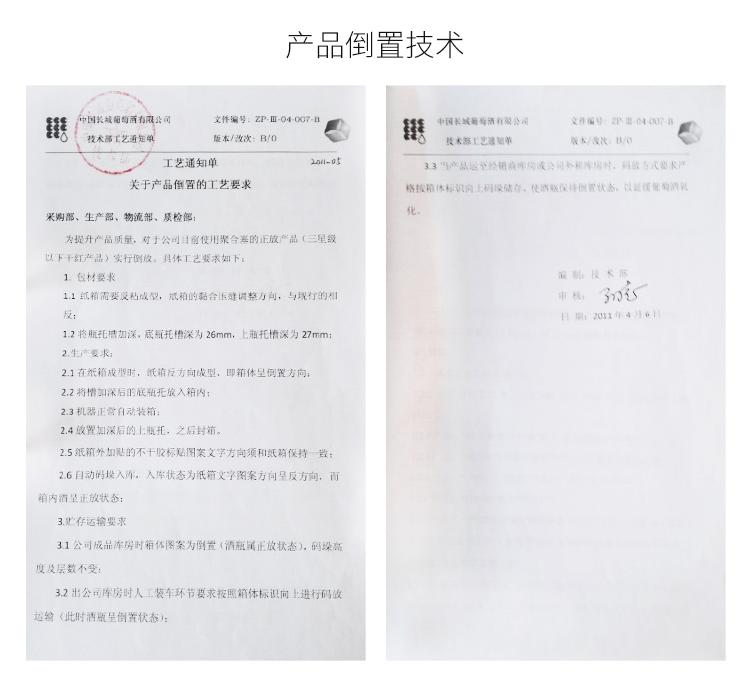 产品倒置技术
中国长城葡萄酒有限公司 文件编号: ZP-Ⅲ-04-007-B
技术部工艺通知单 版本/改次: B/0
工艺通知单 2011-05
关于产品倒置的工艺要求
采购部、生产部、物流部、质检部:
为提升产品质量, 对于公司目前使用聚合塞的正放产品 (三星级
以下干红产品) 实行倒放。具体工艺要求如下:
1. 包材要求
1.1 纸箱需要反粘成型, 纸箱的黏合压缝调整方向, 与现行的相
反;
1.2 将瓶托槽加深, 底瓶托槽深为 26mm, 上瓶托槽深为 27mm;
2.生产要求:
2.1 在纸箱成型时, 纸箱反方向成型, 即箱体呈倒置方向;
2.2 将槽加深后的底瓶托放入箱内;
2.3 机器正常自动装箱;
2.4 放置加深后的上瓶托, 之后封箱。
2.5 纸箱外加贴的不干胶标贴图案文字方向须和纸箱保持一致;
2.6 自动码垛入库, 入库状态为纸箱文字图案方向呈反方向, 而
箱内酒呈正放状态;
3.贮存运输要求
3.1 公司成品库房时箱体图案为倒置 (酒瓶属正放状态), 码垛高
度及层数不变;
3.2 出公司库房时人工装车环节要求按照箱体标识向上进行码放
运输 (此时酒瓶呈倒置状态);
中国长城葡萄酒有限公司 文件编号: ZP-Ⅲ-04-007-B
技术部工艺通知单 版本/改次: B/0
3.3 当产品运至经销商库房或公司外租库房时, 码放方式要求严
格按箱体标识向上码垛储存, 使酒瓶保持倒置状态, 以延缓葡萄酒氧
化。
编 制: 技 术 部
审 核:
日 期: 2011 年 4 月 6 日